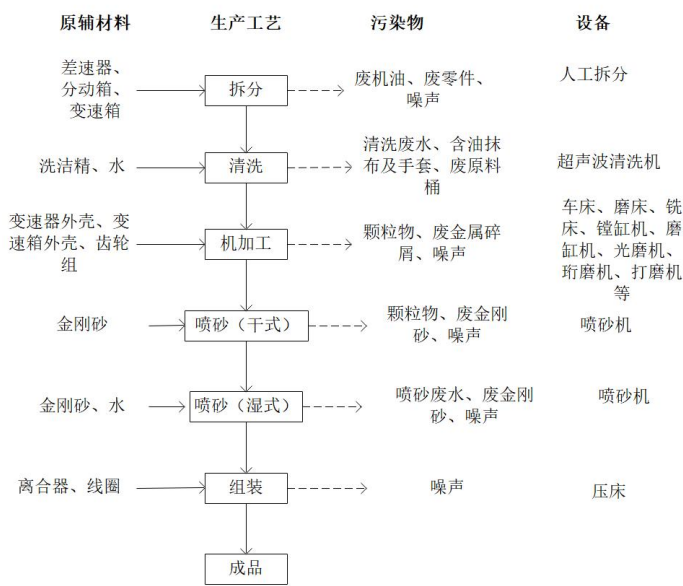 原辅材料 生产工艺 污染物 设备
差速器、
分动箱、
变速箱
拆分
废机油、废零件、
噪声
人工拆分
洗洁精、水
清洗
清洗废水、含油抹
布及手套、废原料
桶
超声波清洗机
变速器外壳、变
速箱外壳、齿轮
组
机加工
颗粒物、废金属碎
屑、噪声
车床、磨床、铣
床、镗缸机、磨
缸机、光磨机、
珩磨机、打磨机
等
金刚砂
喷砂（干式）
颗粒物、废金刚
砂、噪声
喷砂机
金刚砂、水
喷砂（湿式）
喷砂废水、废金刚
砂、噪声
喷砂机
离合器、线圈
组装
噪声
压床
成品